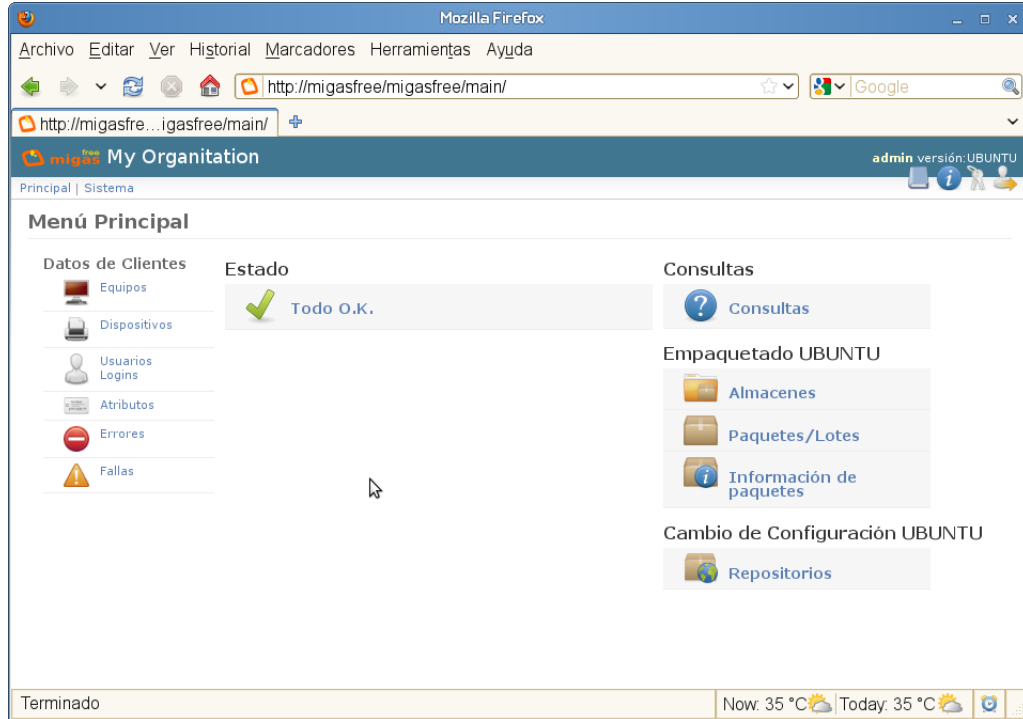 Mozilla Firefox
Archivo Editar Ver Historial Marcadores Herramientas Ayuda
http://migasfree/migasfree/main/
Google
http://migasfre...igasfree/main/
migas free My Organitation
admin versión:UBUNTU
Principal | Sistema
Menú Principal
Datos de Clientes
Equipos
Dispositivos
Usuarios
Logins
Atributos
Errores
Fallas
Estado
Todo O.K.
Consultas
Consultas
Empaquetado UBUNTU
Almacenes
Paquetes/Lotes
Información de
paquetes
Cambio de Configuración UBUNTU
Repositorios
Terminado
Now: 35 °C Today: 35 °C